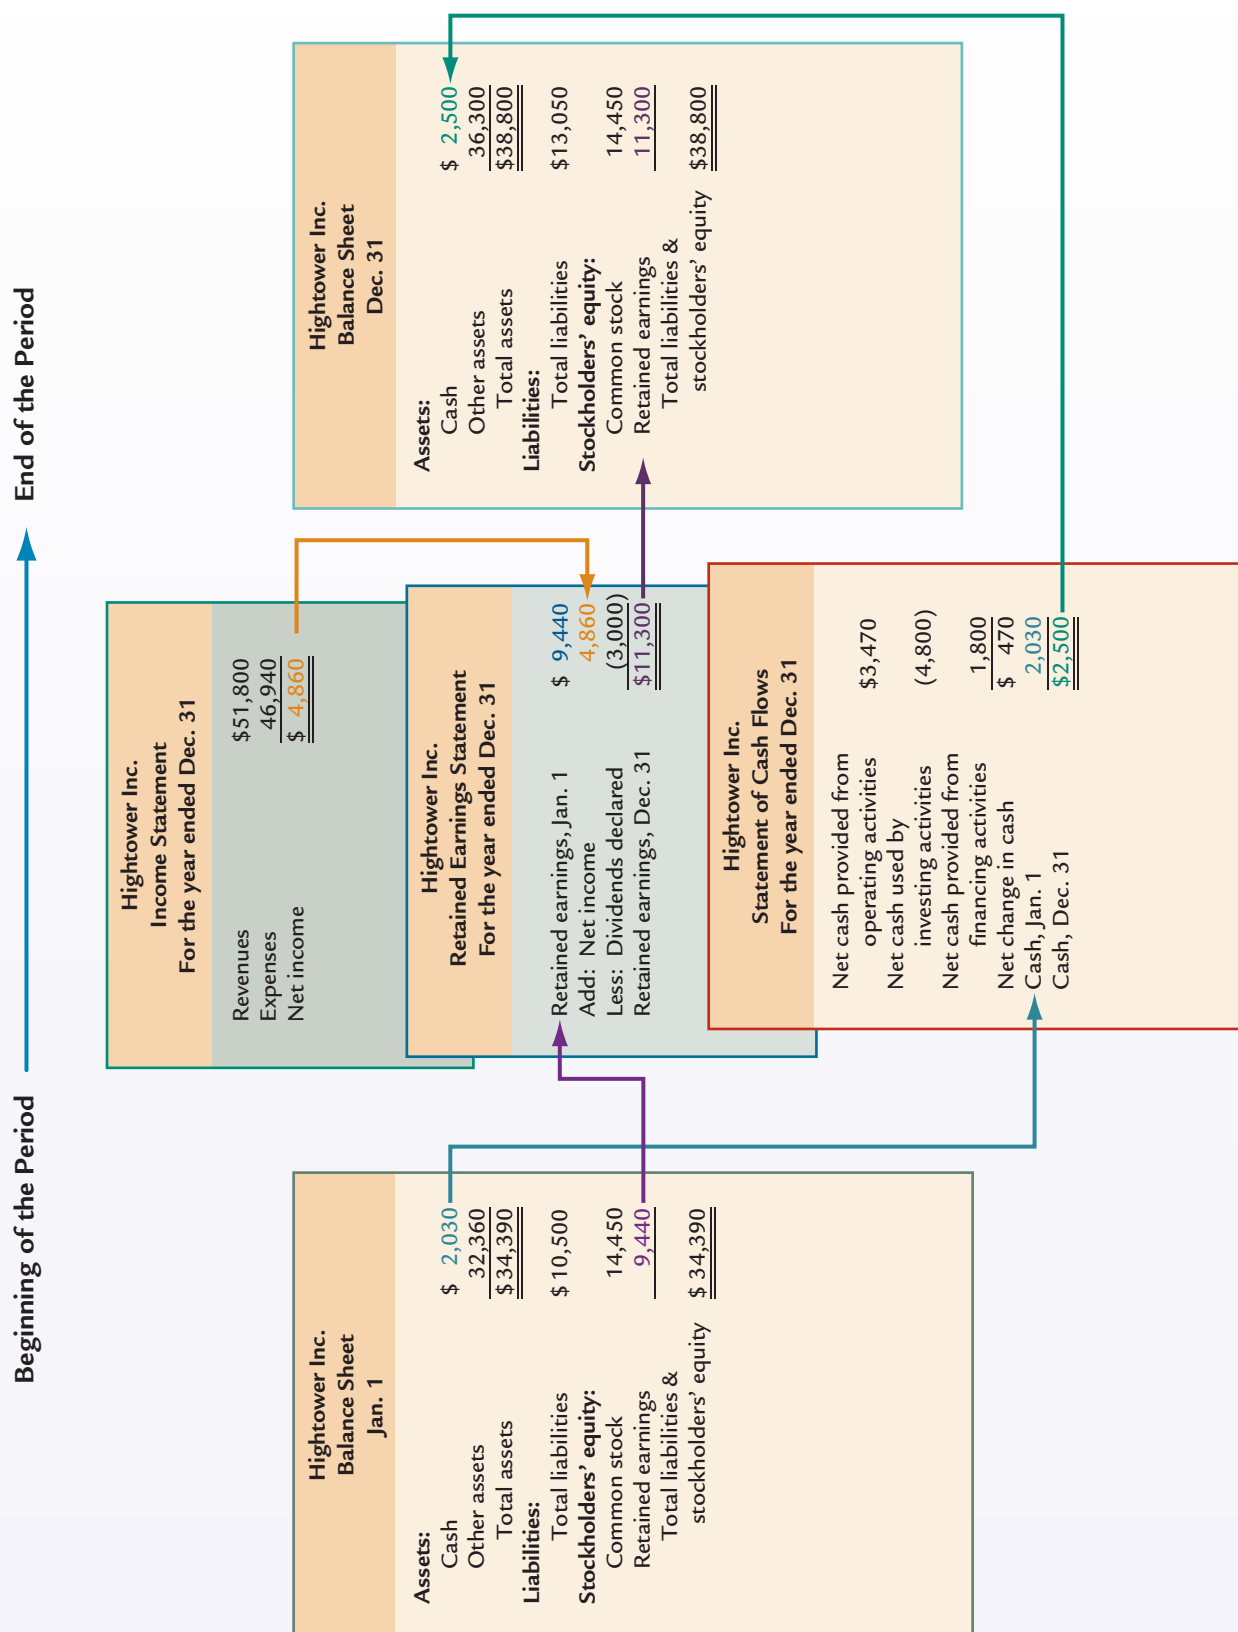 Beginning of the Period
End of the Period
Hightower Inc.
Balance Sheet
Jan. 1
Assets:
Cash $ 2,030
Other assets 32,360
Total assets $34,390
Liabilities:
Total liabilities $10,500
Stockholders’ equity:
Common stock 14,450
Retained earnings 9,440
Total liabilities &
stockholders’ equity $34,390
Hightower Inc.
Income Statement
For the year ended Dec. 31
Revenues $51,800
Expenses 46,940
Net income $ 4,860
Hightower Inc.
Retained Earnings Statement
For the year ended Dec. 31
Retained earnings, Jan. 1 $ 9,440
Add: Net income 4,860
Less: Dividends declared (3,000)
Retained earnings, Dec. 31 $11,300
Hightower Inc.
Statement of Cash Flows
For the year ended Dec. 31
Net cash provided from
operating activities $3,470
Net cash used by
investing activities (4,800)
Net cash provided from
financing activities 1,800
Net change in cash $ 470
Cash, Jan. 1 2,030
Cash, Dec. 31 $2,500
Hightower Inc.
Balance Sheet
Dec. 31
Assets:
Cash $ 2,500
Other assets 36,300
Total assets $38,800
Liabilities:
Total liabilities $13,050
Stockholders’ equity:
Common stock 14,450
Retained earnings 11,300
Total liabilities &
stockholders’ equity $38,800